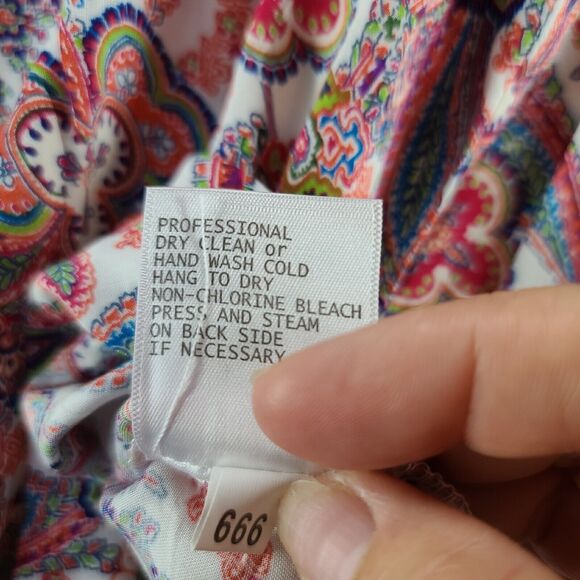 PROFESSIONAL
DRY CLEAN or
HAND WASH COLD
HANG TO DRY
NON-CHLORINE BLEACH
PRESS AND STEAM
ON BACK SIDE
IF NECESSARY
666